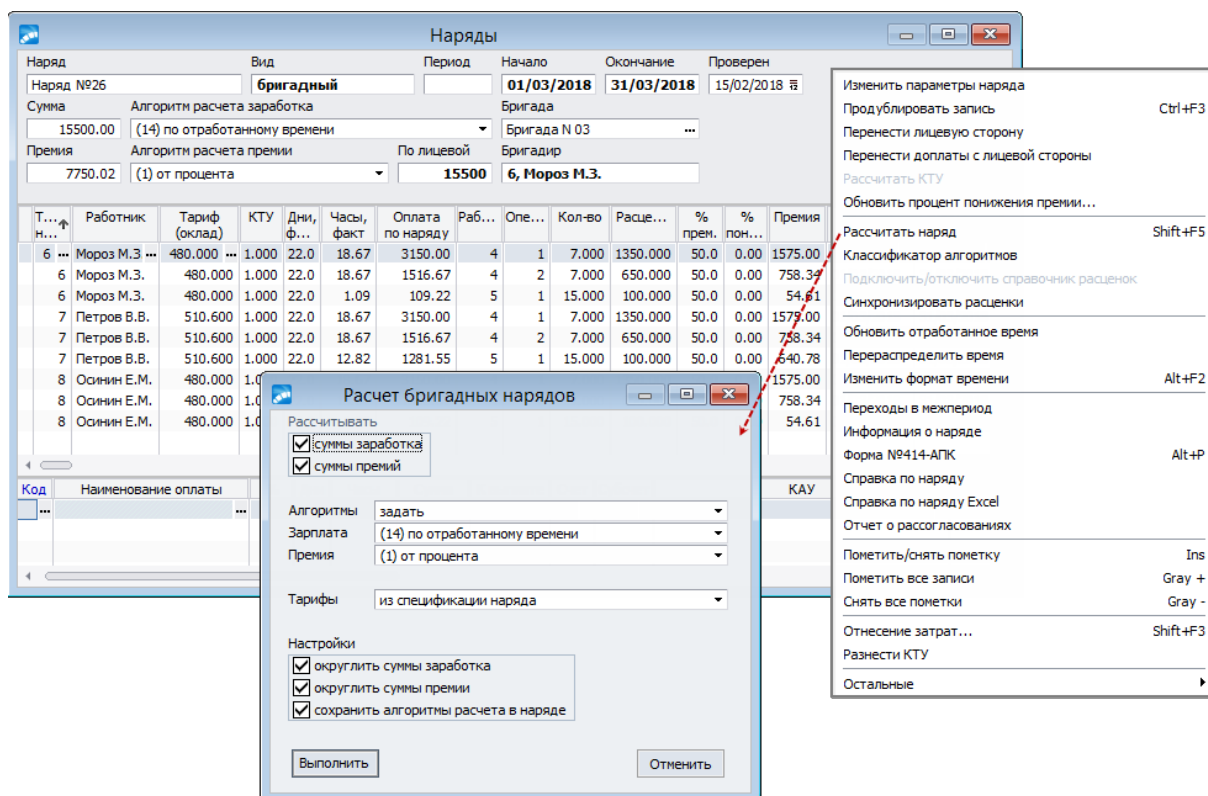 Наряды
Наряд Вид Период Начало Окончание Проверен
Наряд №26 бригадный 01/03/2018 31/03/2018 15/02/2018
Сумма Алгоритм расчета заработка Бригада
15500.00 (14) по отработанному времени Бригада N 03 ...
Премия Алгоритм расчета премии По лицевой Бригадир
7750.02 (1) от процента 15500 6, Мороз М.З.
Т... н... Работник Тариф (оклад) КТУ Дни, ф... Часы, факт Оплата по наряду Раб... Опе... Кол-во Расце... % прем. % пон... Премия
6 ... Мороз М.З ... 480.000 ... 1.000 22.0 18.67 3150.00 4 1 7.000 1350.000 50.0 0.00 1575.00
6 Мороз М.З. 480.000 1.000 22.0 18.67 1516.67 4 2 7.000 650.000 50.0 0.00 758.34
6 Мороз М.З. 480.000 1.000 22.0 1.09 109.22 5 1 15.000 100.000 50.0 0.00 54.61
7 Петров В.В. 510.600 1.000 22.0 18.67 3150.00 4 1 7.000 1350.000 50.0 0.00 1575.00
7 Петров В.В. 510.600 1.000 22.0 18.67 1516.67 4 2 7.000 650.000 50.0 0.00 758.34
7 Петров В.В. 510.600 1.000 22.0 12.82 1281.55 5 1 15.000 100.000 50.0 0.00 640.78
8 Осинин Е.М. 480.000 1.0 1575.00
8 Осинин Е.М. 480.000 1.0 758.34
8 Осинин Е.М. 480.000 1.0 54.61
Код Наименование оплаты КАУ
... ...
Расчет бригадных нарядов
Рассчитывать
суммы заработка
суммы премий
Алгоритмы задать
Зарплата (14) по отработанному времени
Премия (1) от процента
Тарифы из спецификации наряда
Настройки
округлить суммы заработка
округлить суммы премии
сохранить алгоритмы расчета в наряде
Выполнить Отменить
Изменить параметры наряда
Продублировать запись Ctrl+F3
Перенести лицевую сторону
Перенести доплаты с лицевой стороны
Рассчитать КТУ
Обновить процент понижения премии...
Рассчитать наряд Shift+F5
Классификатор алгоритмов
Подключить/отключить справочник расценок
Синхронизировать расценки
Обновить отработанное время
Перераспределить время
Изменить формат времени Alt+F2
Переходы в межпериод
Информация о наряде
Форма №414-АПК Alt+P
Справка по наряду
Справка по наряду Excel
Отчет о рассогласованиях
Пометить/снять пометку Ins
Пометить все записи Gray +
Снять все пометки Gray -
Отнесение затрат... Shift+F3
Разнести КТУ
Остальные